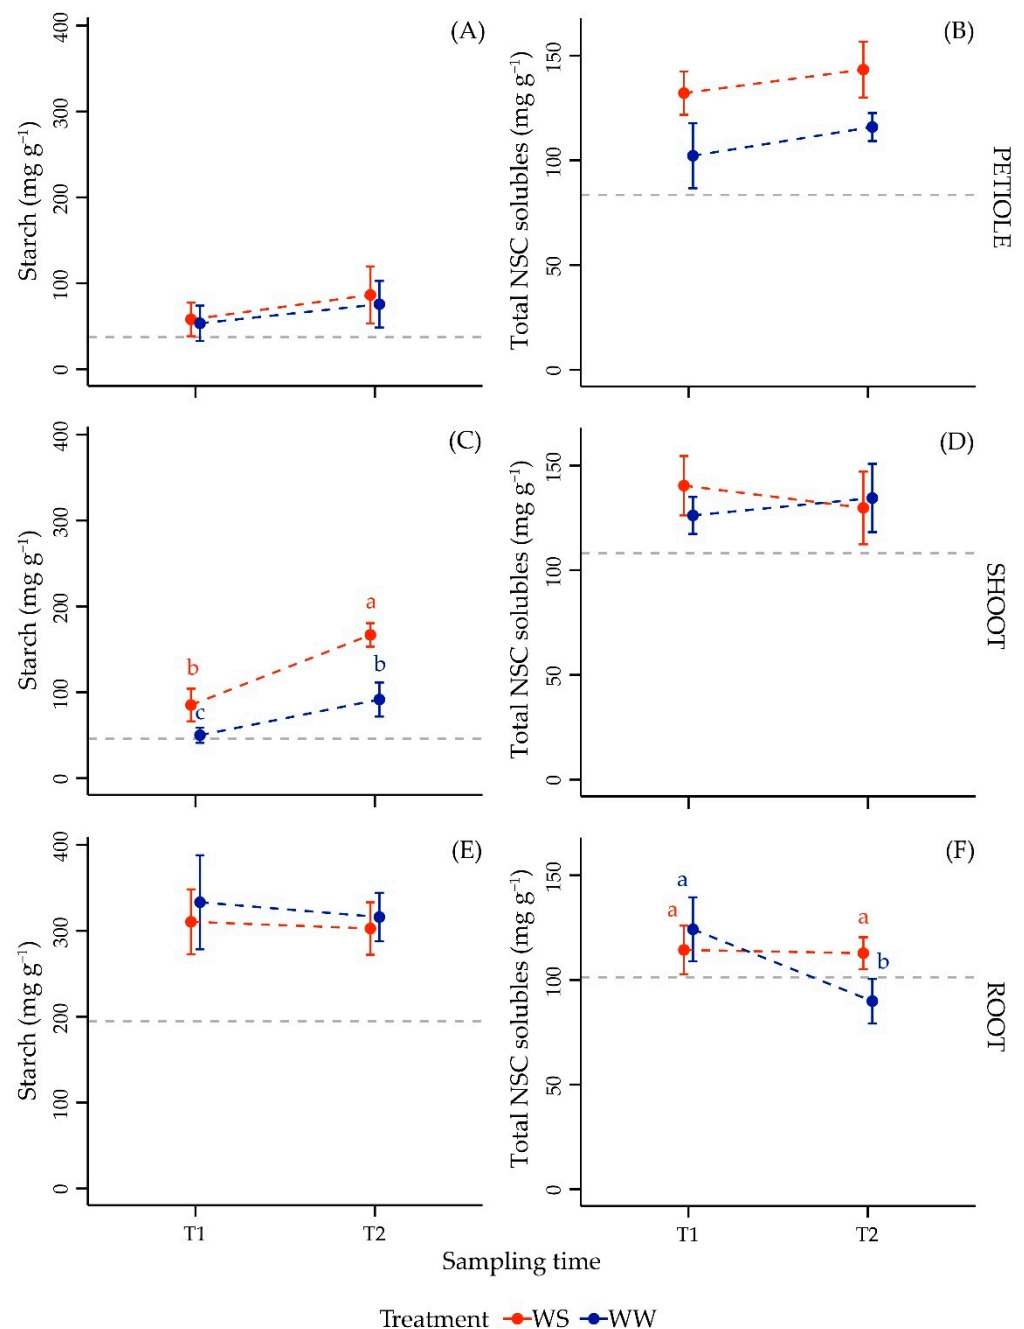 (A)
Starch (mg g⁻¹)
400
300
200
100
0
(B)
Total NSC solubles (mg g⁻¹)
150
100
50
0
PETIOLE
(C)
Starch (mg g⁻¹)
400
300
200
100
0
b
c
a
b
(D)
Total NSC solubles (mg g⁻¹)
150
100
50
0
SHOOT
(E)
Starch (mg g⁻¹)
400
300
200
100
0
T1 T2
(F)
Total NSC solubles (mg g⁻¹)
150
100
50
0
a
a
a
b
T1 T2
ROOT
Sampling time
Treatment WS WW